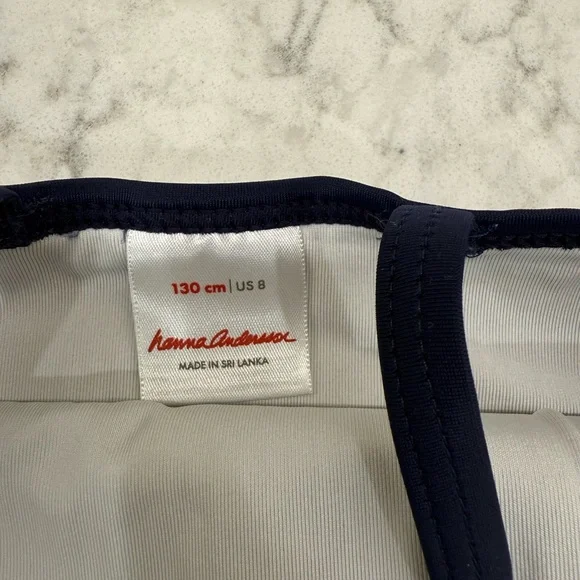 130 cm | US 8
hanna Andersson
MADE IN SRI LANKA